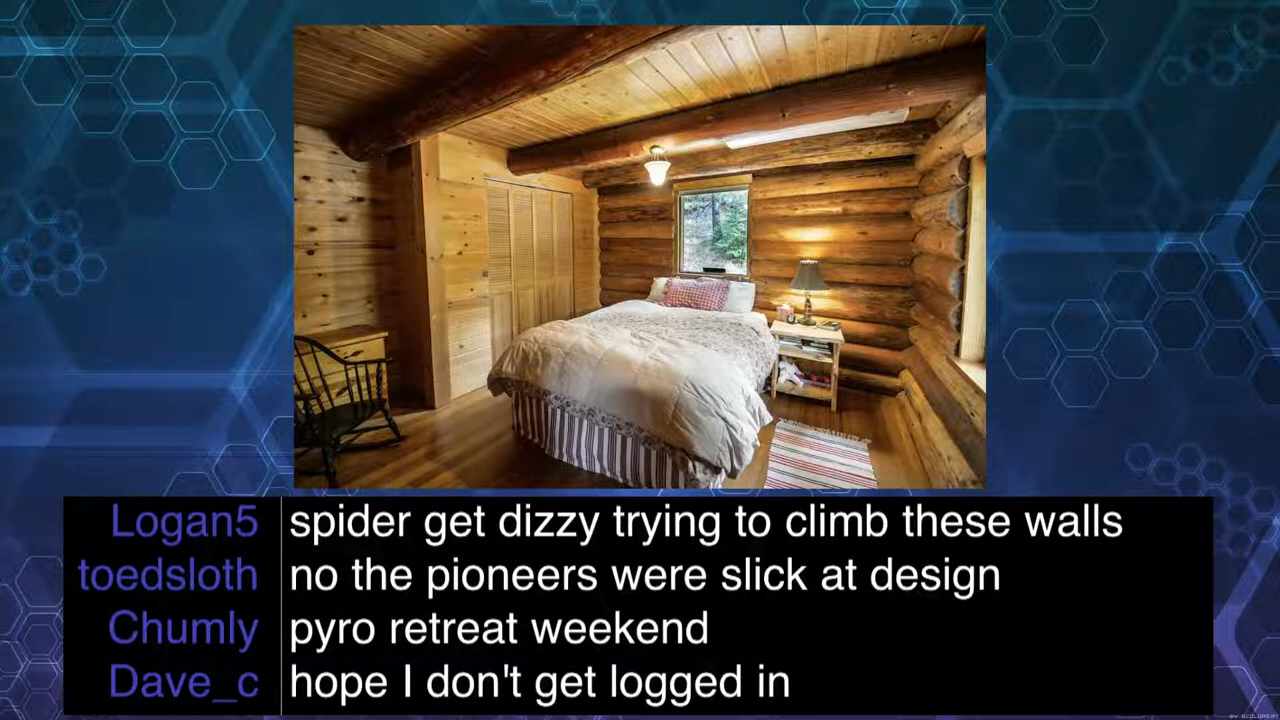 Logan5 spider get dizzy trying to climb these walls
toedsloth no the pioneers were slick at design
Chumly pyro retreat weekend
Dave_c hope I don't get logged in